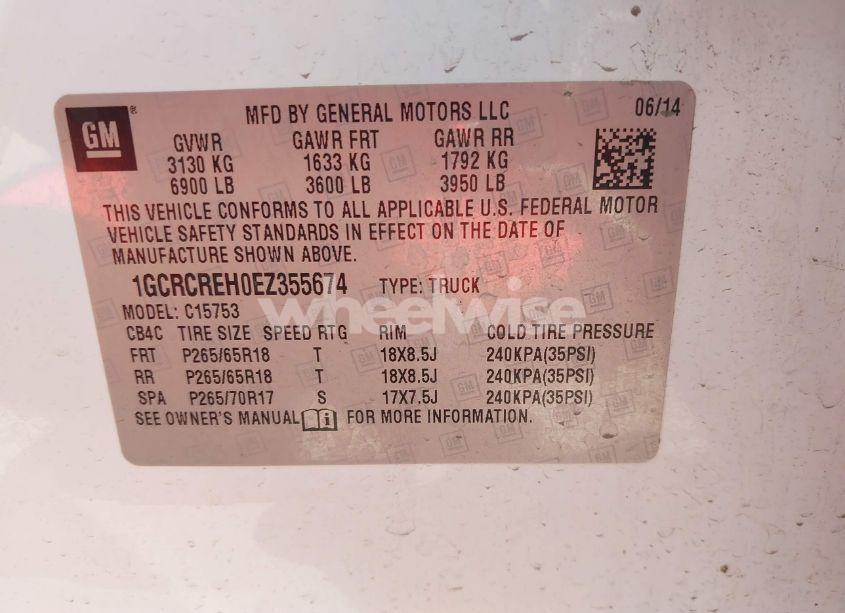 GM ® MFD BY GENERAL MOTORS LLC 06/14
GVWR GAWR FRT GAWR RR
3130 KG 1633 KG 1792 KG
6900 LB 3600 LB 3950 LB
THIS VEHICLE CONFORMS TO ALL APPLICABLE U.S. FEDERAL MOTOR
VEHICLE SAFETY STANDARDS IN EFFECT ON THE DATE OF
MANUFACTURE SHOWN ABOVE.
1GCRCREH0EZ355674 TYPE: TRUCK
wheelwise
MODEL: C15753
CB4C TIRE SIZE SPEED RTG RIM COLD TIRE PRESSURE
FRT P265/65R18 T 18X8.5J 240KPA(35PSI)
RR P265/65R18 T 18X8.5J 240KPA(35PSI)
SPA P265/70R17 S 17X7.5J 240KPA(35PSI)
SEE OWNER'S MANUAL i FOR MORE INFORMATION.